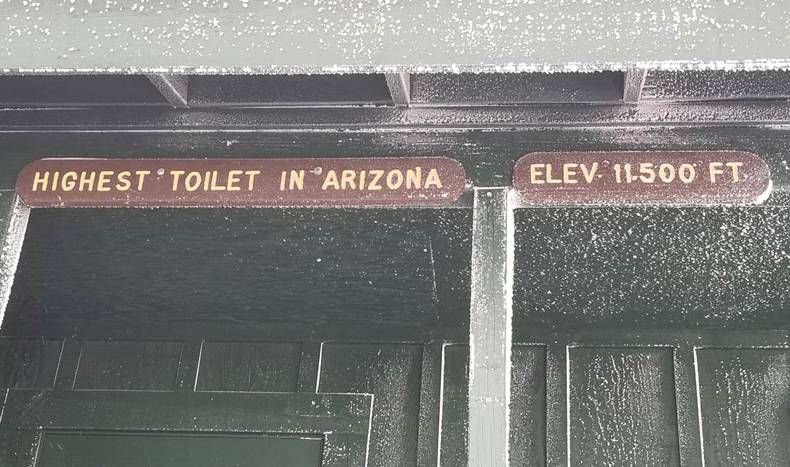 HIGHEST TOILET IN ARIZONA
ELEV. 11.500 FT.